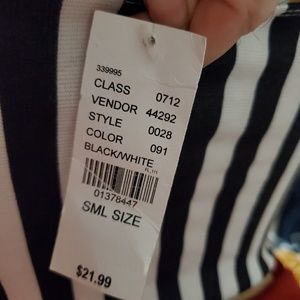 339995
CLASS 0712
VENDOR 44292
STYLE 0028
COLOR 091
BLACK/WHITE
01378447
SML SIZE
$21.99